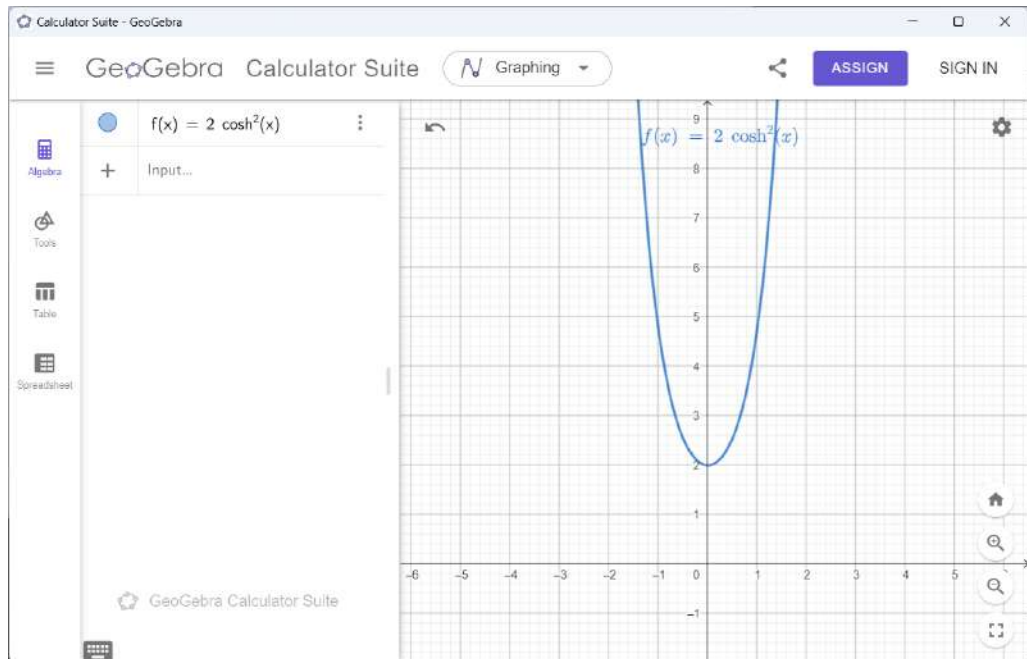 Calculator Suite - GeoGebra
GeoGebra Calculator Suite Graphing ASSIGN SIGN IN
Algebra
Tools
Table
Spreadsheet
f(x) = 2 cosh²(x)
+ Input...
GeoGebra Calculator Suite
f(x) = 2 cosh²(x)
9
8
7
6
5
4
3
2
1
–6 –5 –4 –3 –2 –1 0 1 2 3 4 5
–1